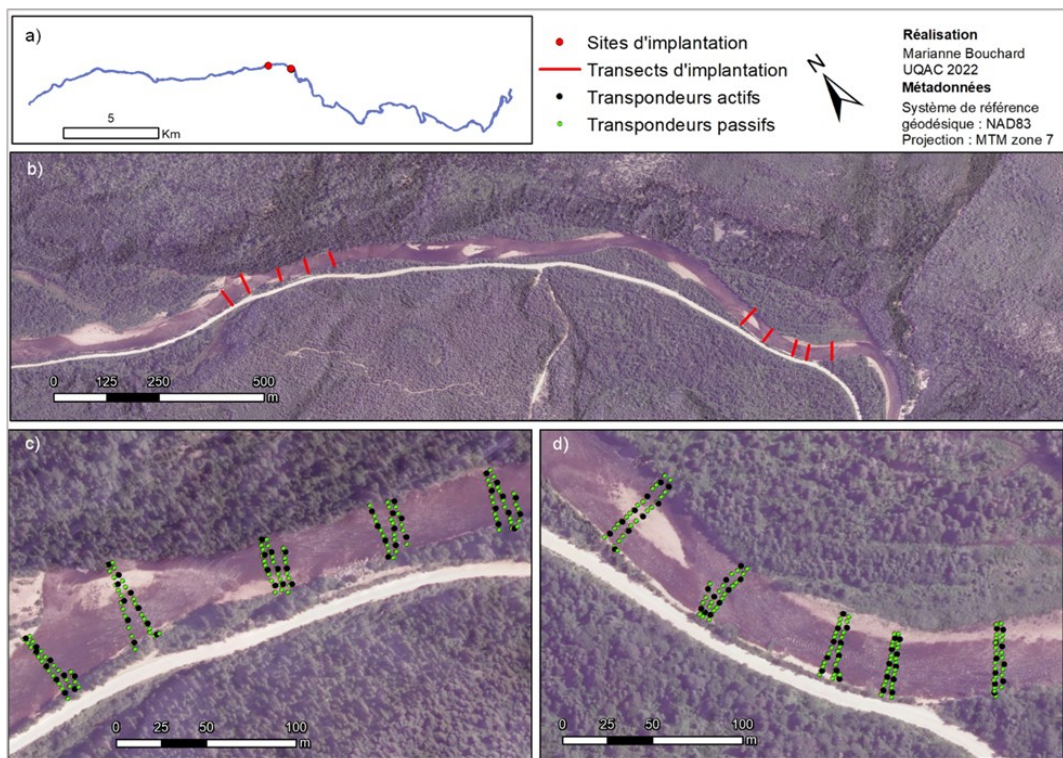 a)
5
Km
Sites d'implantation
Transects d'implantation
Transpondeurs actifs
Transpondeurs passifs
N
Réalisation
Marianne Bouchard
UQAC 2022
Métadonnées
Système de référence
géodésique : NAD83
Projection : MTM zone 7
b)
0 125 250 500
m
c)
0 25 50 100
m
d)
0 25 50 100
m